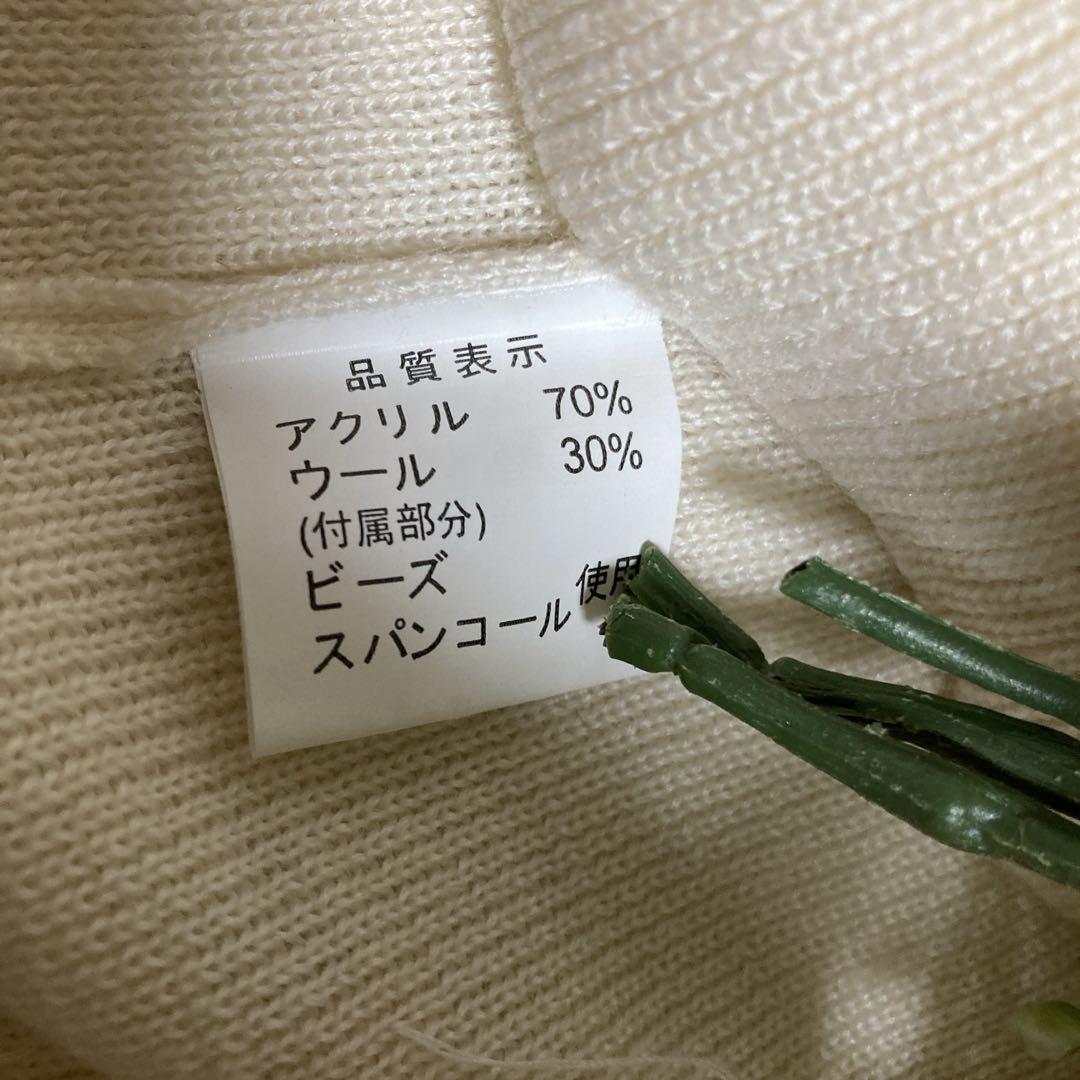 品質表示
アクリル 70%
ウール 30%
(付属部分)
ビーズ 使用
スパンコール